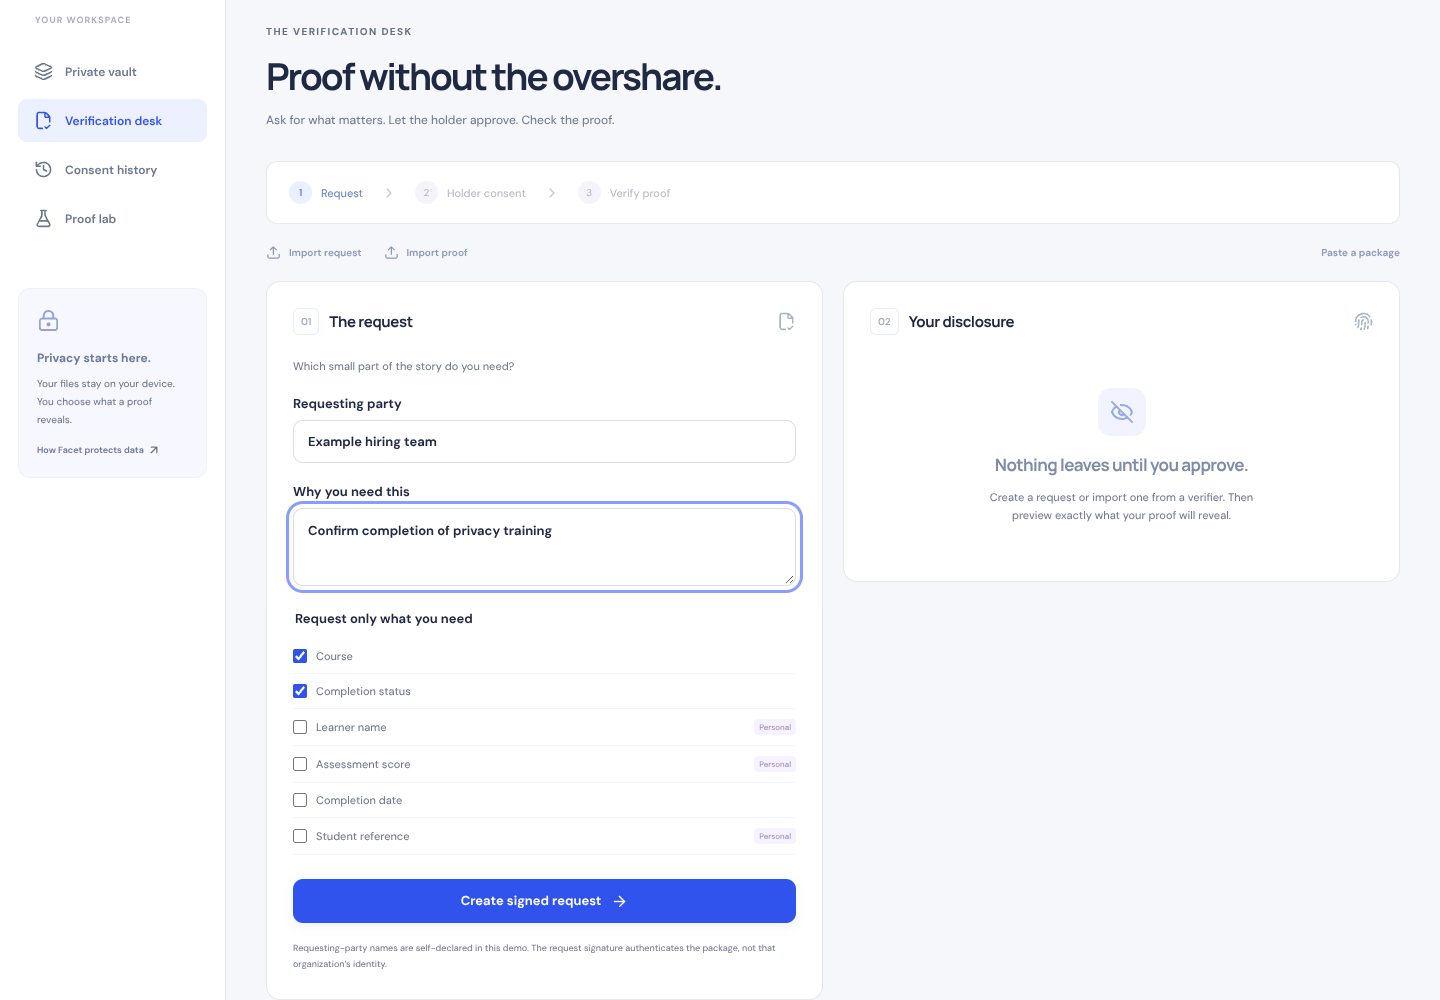 YOUR WORKSPACE
Private vault
Verification desk
Consent history
Proof lab
Privacy starts here.
Your files stay on your device.
You choose what a proof
reveals.
How Facet protects data
THE VERIFICATION DESK
Proof without the overshare.
Ask for what matters. Let the holder approve. Check the proof.
1 Request
2 Holder consent
3 Verify proof
Import request
Import proof
Paste a package
01 The request
Which small part of the story do you need?
Requesting party
Example hiring team
Why you need this
Confirm completion of privacy training
Request only what you need
Course
Completion status
Learner name Personal
Assessment score Personal
Completion date
Student reference Personal
Create signed request
Requesting-party names are self-declared in this demo. The request signature authenticates the package, not that
organization's identity.
02 Your disclosure
Nothing leaves until you approve.
Create a request or import one from a verifier. Then
preview exactly what your proof will reveal.